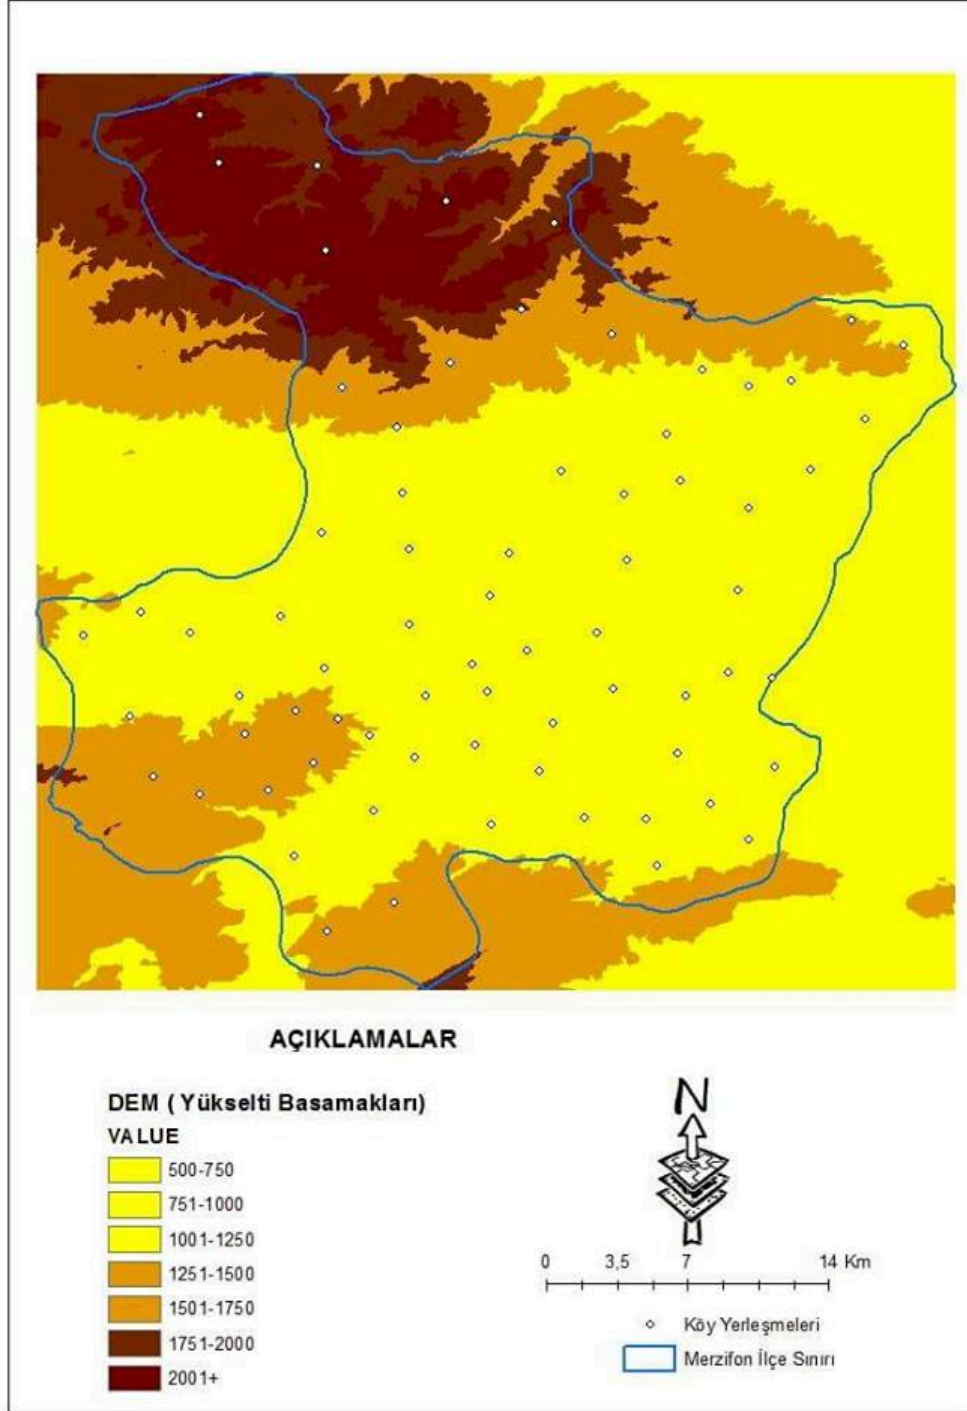 AÇIKLAMALAR
DEM ( Yükselti Basamakları)
VALUE
500-750
751-1000
1001-1250
1251-1500
1501-1750
1751-2000
2001+
N
0 3,5 7 14 Km
Köy Yerleşmeleri
Merzifon İlçe Sınırı